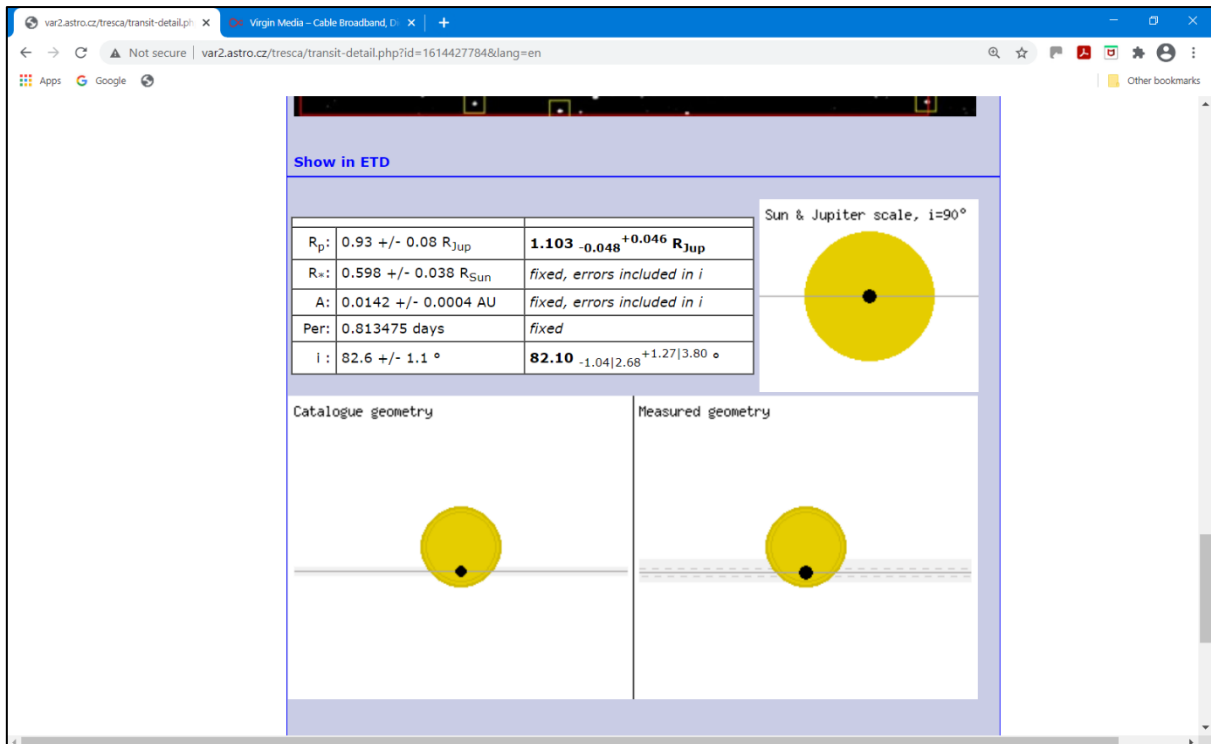 var2.astro.cz/tresca/transit-detail.ph
Virgin Media – Cable Broadband, Di
Not secure | var2.astro.cz/tresca/transit-detail.php?id=1614427784&lang=en
Apps Google Other bookmarks
Show in ETD
Sun & Jupiter scale, i=90°
Rp: 0.93 +/- 0.08 RJup 1.103 -0.048+0.046 RJup
R*: 0.598 +/- 0.038 RSun fixed, errors included in i
A: 0.0142 +/- 0.0004 AU fixed, errors included in i
Per: 0.813475 days fixed
i : 82.6 +/- 1.1 ° 82.10 -1.04|2.68+1.27|3.80 °
Catalogue geometry
Measured geometry